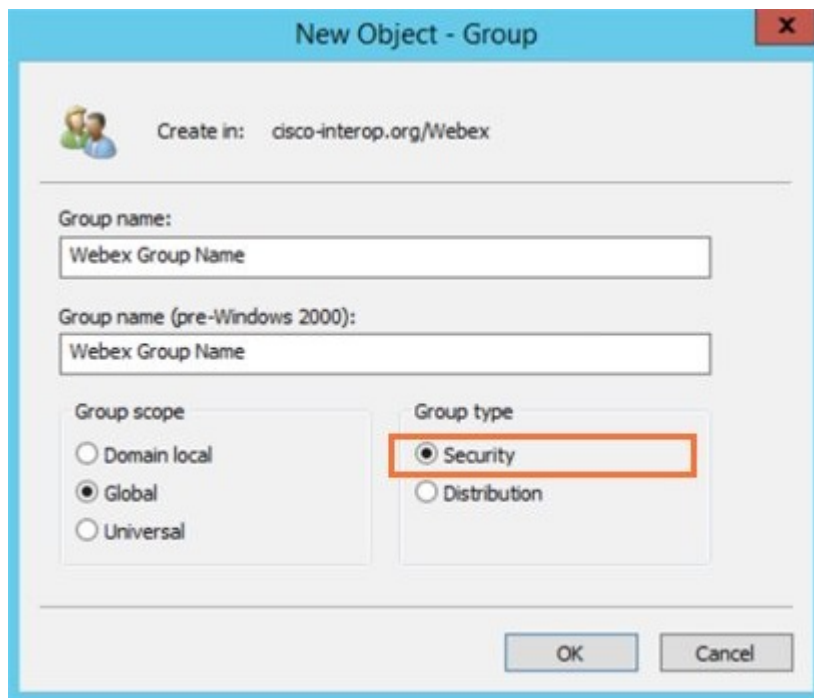 New Object - Group
x
Create in: cisco-interop.org/Webex
Group name:
Webex Group Name
Group name (pre-Windows 2000):
Webex Group Name
Group scope
Domain local
Global
Universal
Group type
Security
Distribution
OK
Cancel